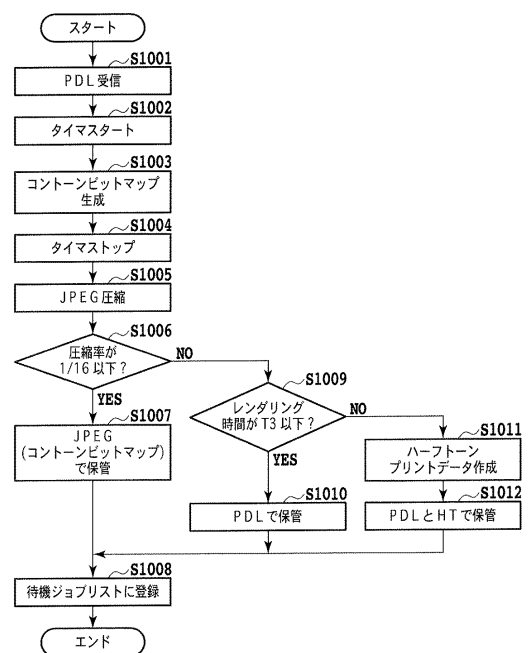 スタート
S1001
PDL受信
S1002
タイマスタート
S1003
コントーンビットマップ
生成
S1004
タイマストップ
S1005
JPEG圧縮
S1006
圧縮率が
1/16以下？
NO
YES
S1007
JPEG
(コントーンビットマップ)
で保管
S1009
レンダリング
時間がT3以下？
NO
YES
S1010
PDLで保管
S1011
ハーフトーン
プリントデータ作成
S1012
PDLとHTで保管
S1008
待機ジョブリストに登録
エンド